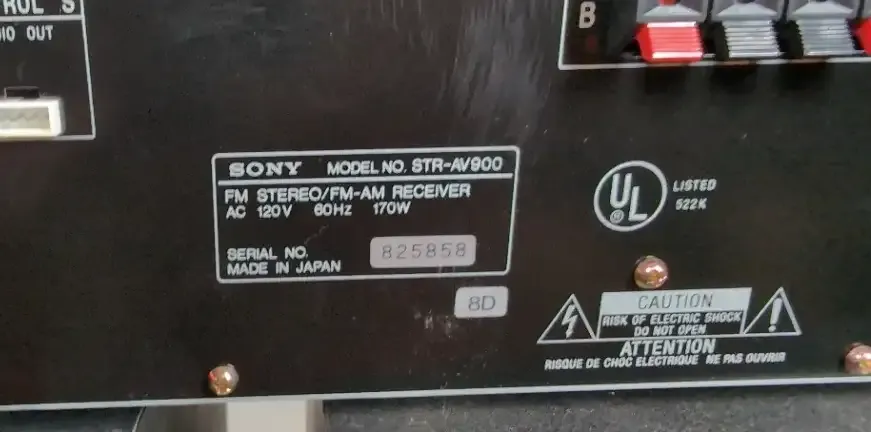 S
OUT
B
SONY MODEL NO. STR-AV900
FM STEREO/FM-AM RECEIVER
AC 120V 60Hz 170W
SERIAL NO. 825858
MADE IN JAPAN
8D
UL ®
LISTED
522K
CAUTION
RISK OF ELECTRIC SHOCK
DO NOT OPEN
ATTENTION
RISQUE DE CHOC ELECTRIQUE NE PAS OUVRIR